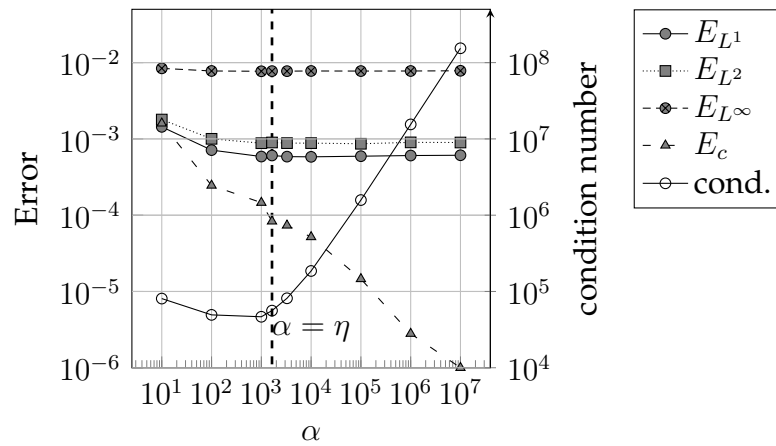 10^{-2}
10^{-3}
10^{-4}
10^{-5}
10^{-6}
Error
10^1 10^2 10^3 10^4 10^5 10^6 10^7
α
α = η
10^8
10^7
10^6
10^5
10^4
condition number
E_{L^1}
E_{L^2}
E_{L^∞}
E_c
cond.